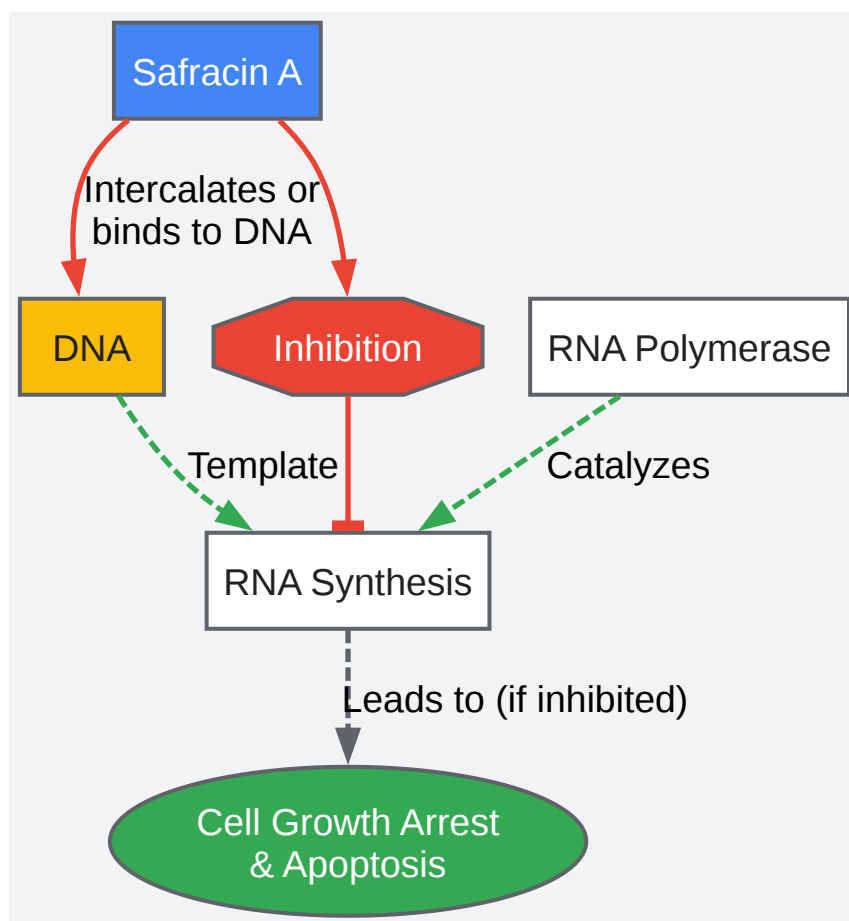 Safracin A
Intercalates or
binds to DNA
DNA
Inhibition
RNA Polymerase
Template
Catalyzes
RNA Synthesis
Leads to (if inhibited)
Cell Growth Arrest
& Apoptosis